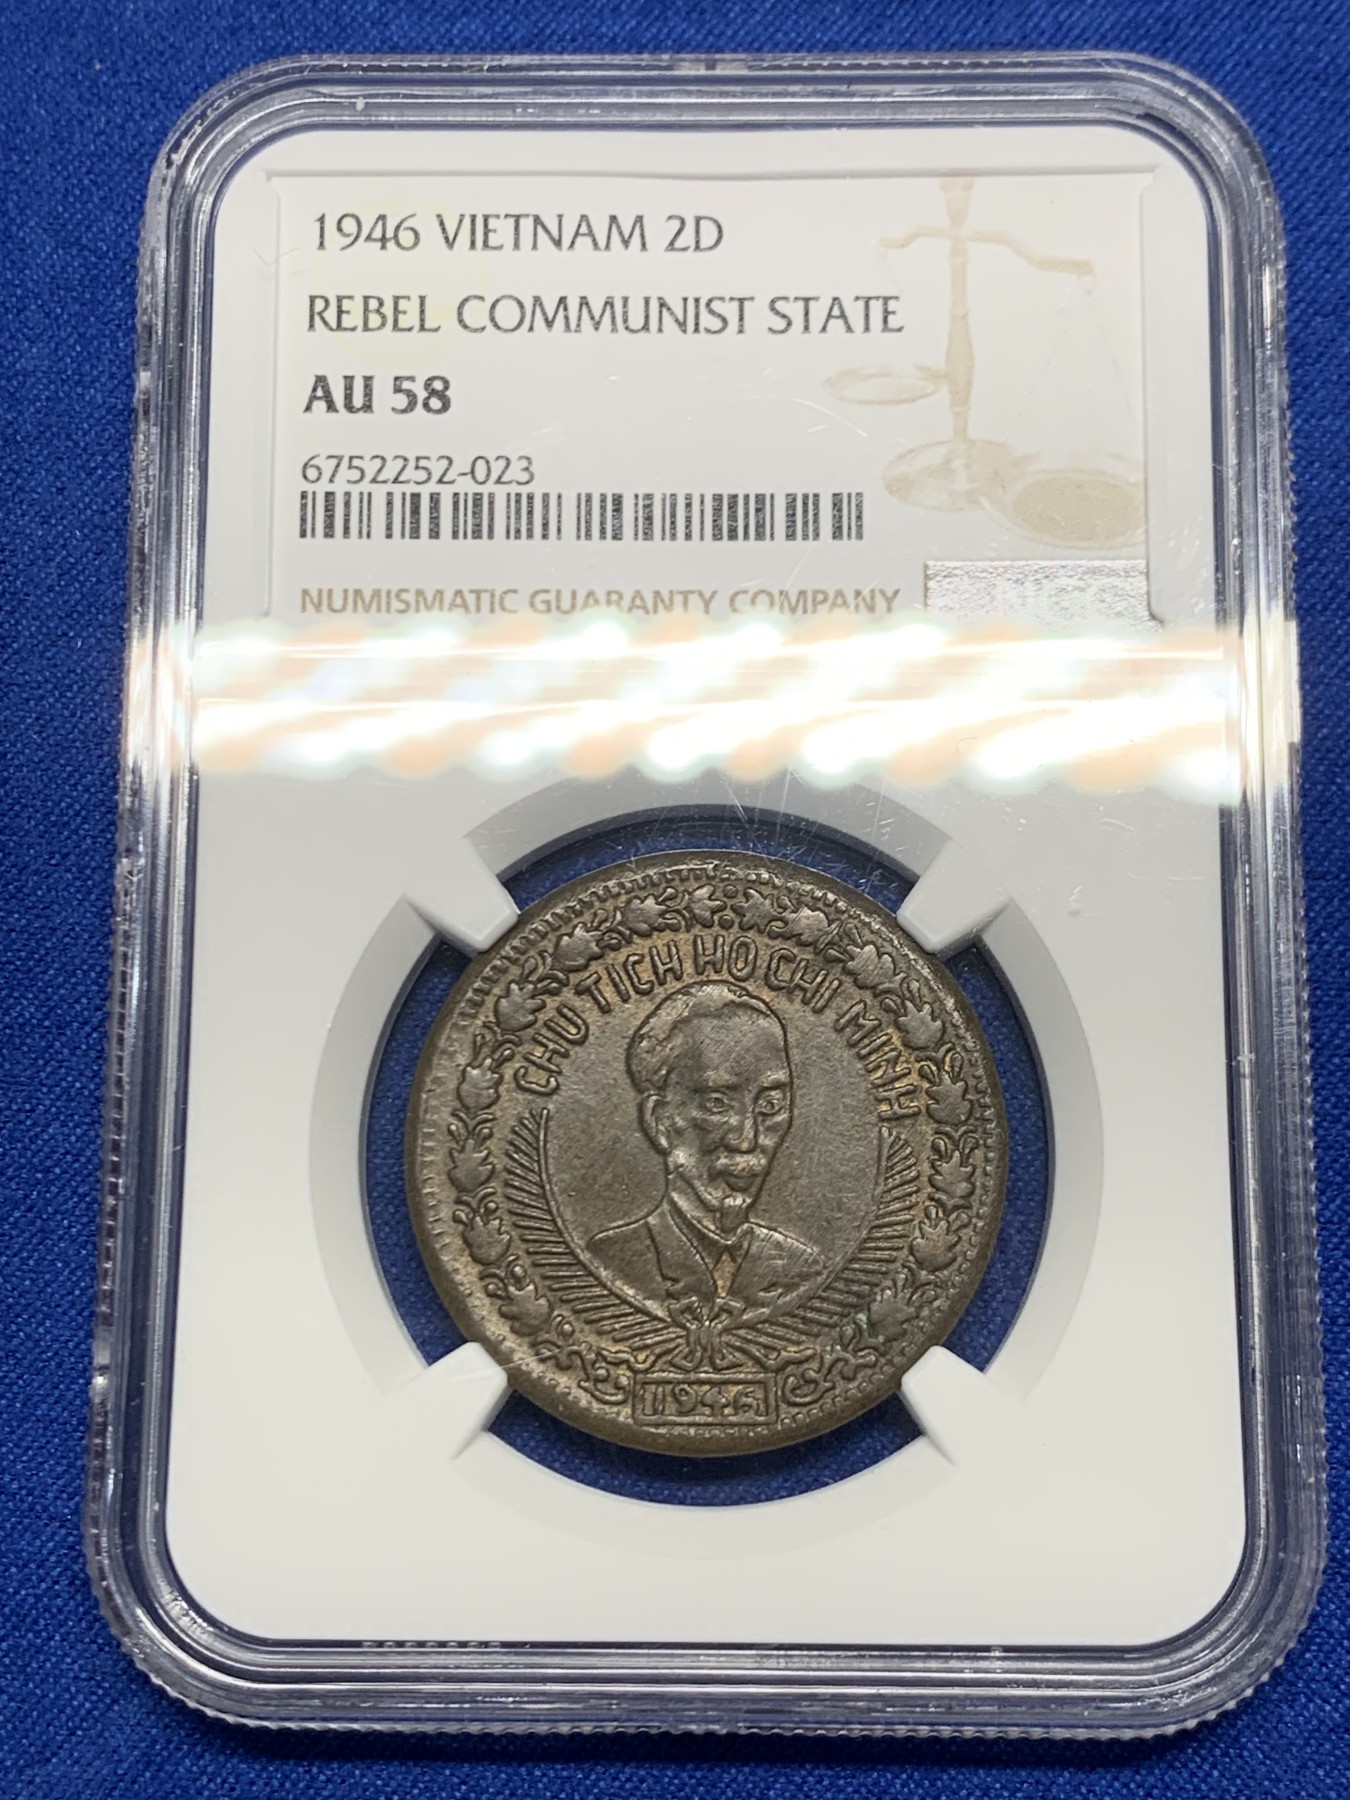 1946 VIETNAM 2D
REBEL COMMUNIST STATE
AU 58
6752252-023
NUMISMATIC GUARANTY COMPANY
CHU TICH HO CHI MINH
1946